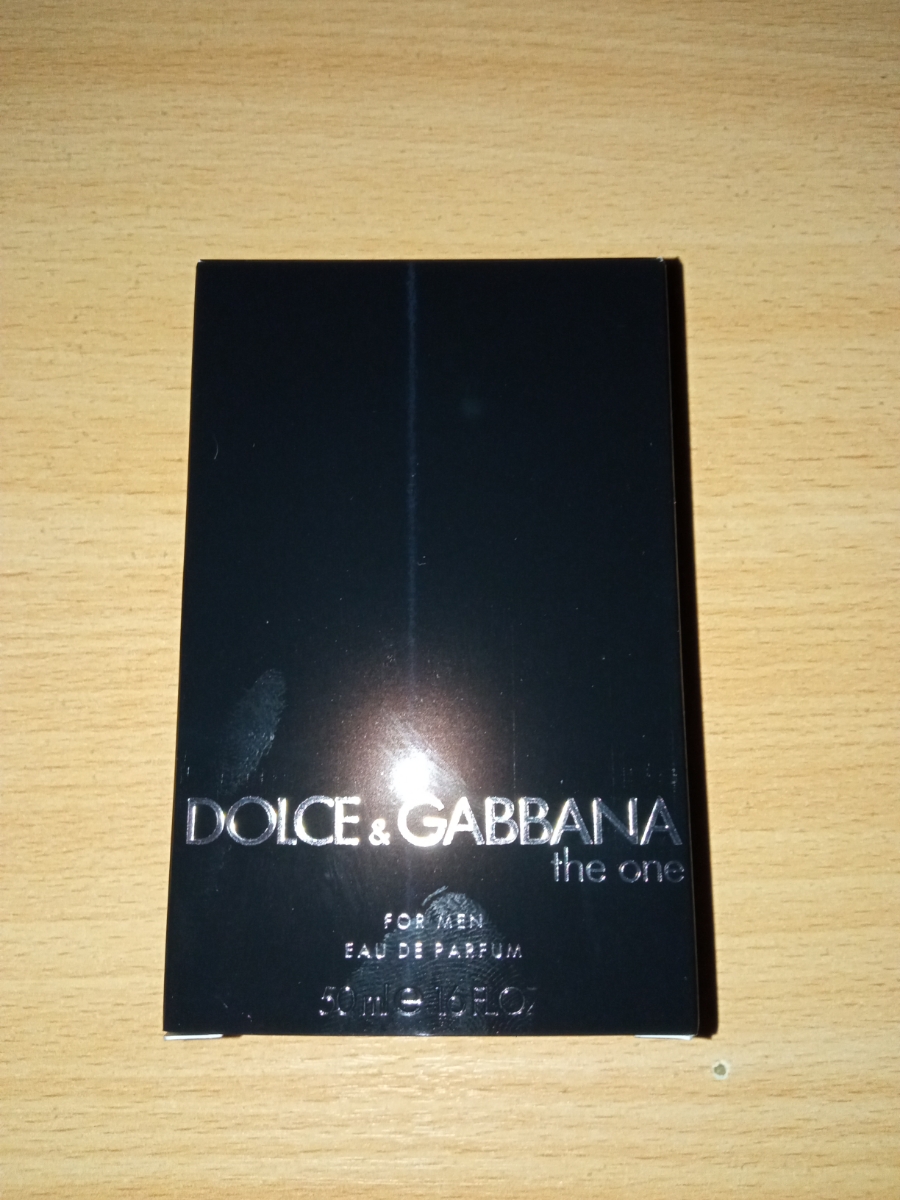 DOLCE & GABBANA
the one
FOR MEN
EAU DE PARFUM
50 ml ℮ 1.6 FL.OZ